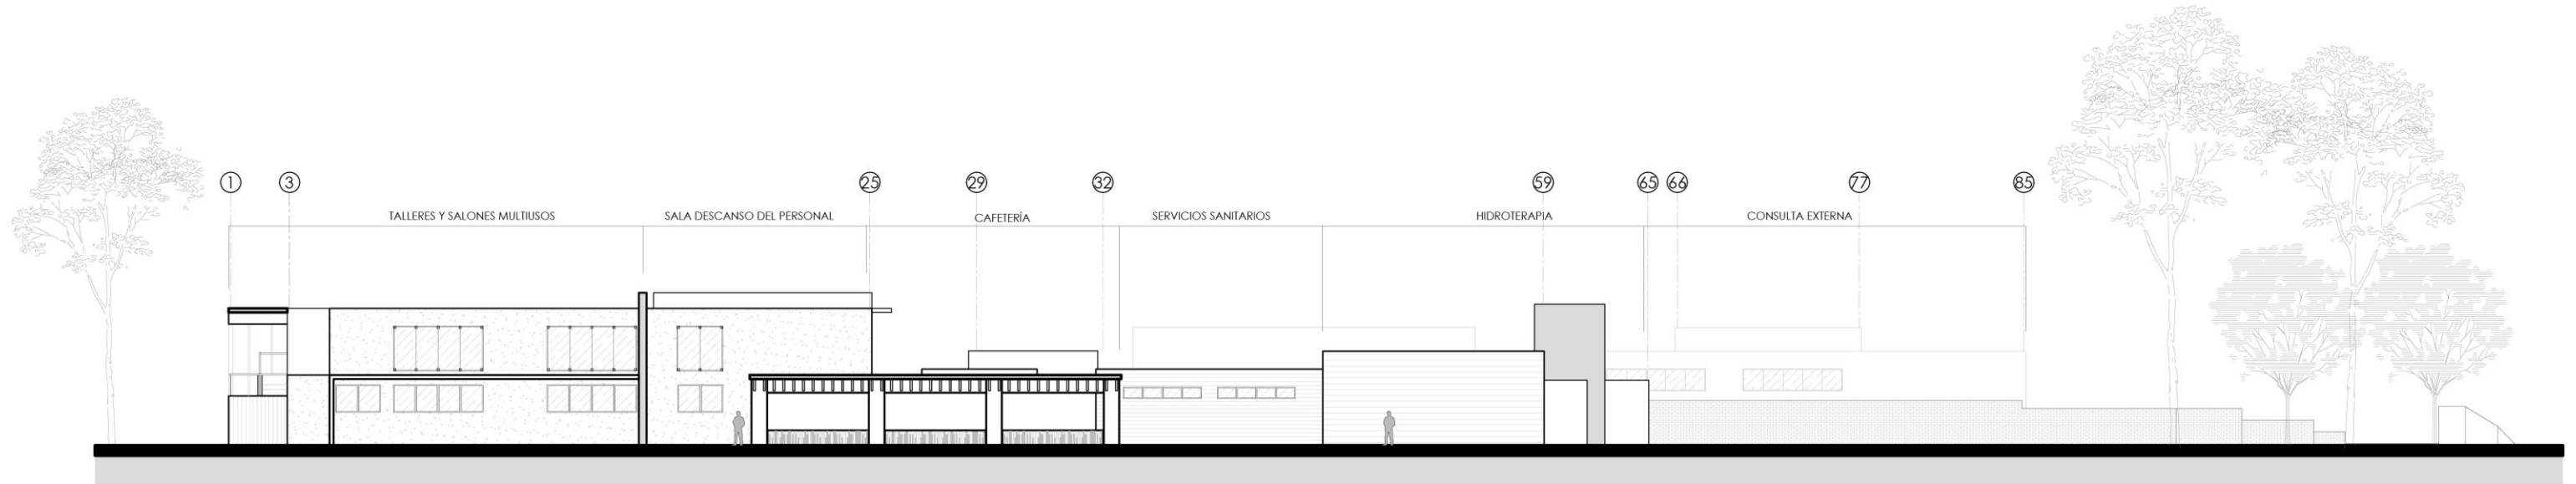 1 3 25 29 32 59 65 66 77 85
TALLERES Y SALONES MULTIUSOS SALA DESCANSO DEL PERSONAL CAFETERÍA SERVICIOS SANITARIOS HIDROTERAPIA CONSULTA EXTERNA